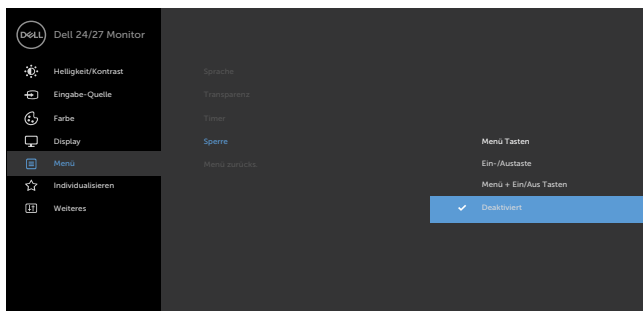 DELL Dell 24/27 Monitor
Helligkeit/Kontrast
Eingabe-Quelle
Farbe
Display
Menü
Individualisieren
Weiteres
Sprache
Transparenz
Timer
Sperre
Menü zurücks.
Menü Tasten
Ein-/Austaste
Menü + Ein/Aus Tasten
Deaktiviert